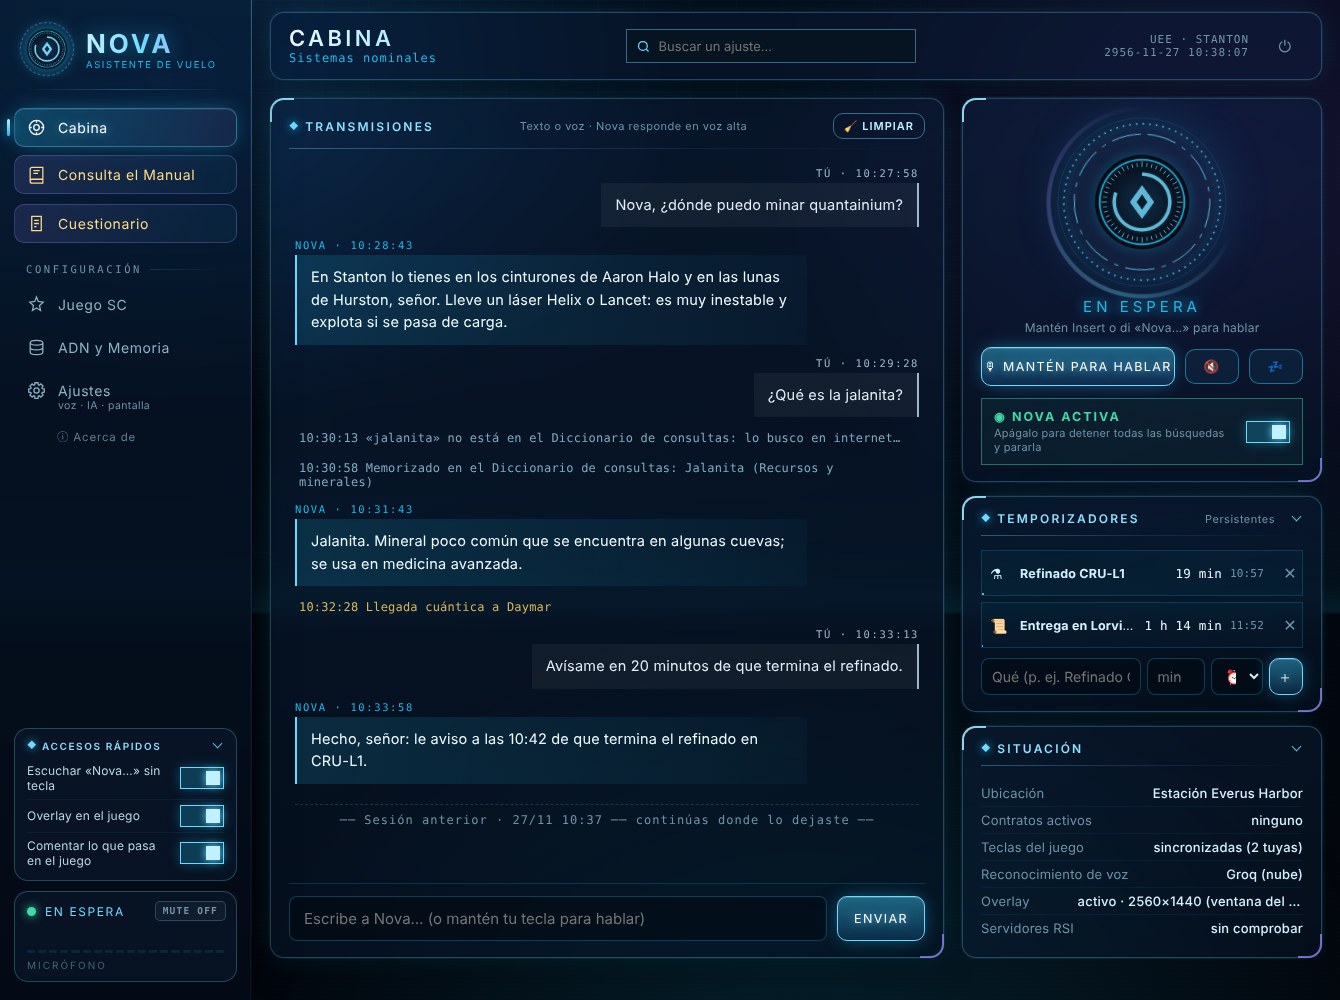 NOVA
ASISTENTE DE VUELO
Cabina
Consulta el Manual
Cuestionario
CONFIGURACIÓN
Juego SC
ADN y Memoria
Ajustes
voz · IA · pantalla
ⓘ Acerca de
ACCESOS RÁPIDOS
Escuchar «Nova...» sin
tecla
Overlay en el juego
Comentar lo que pasa
en el juego
EN ESPERA
MUTE OFF
MICRÓFONO
CABINA
Sistemas nominales
Buscar un ajuste...
UEE · STANTON
2956-11-27 10:38:07
TRANSMISIONES
Texto o voz · Nova responde en voz alta
LIMPIAR
TÚ · 10:27:58
Nova, ¿dónde puedo minar quantainium?
NOVA · 10:28:43
En Stanton lo tienes en los cinturones de Aaron Halo y en las lunas
de Hurston, señor. Lleve un láser Helix o Lancet: es muy inestable y
explota si se pasa de carga.
TÚ · 10:29:28
¿Qué es la jalanita?
10:30:13 «jalanita» no está en el Diccionario de consultas: lo busco en internet…
10:30:58 Memorizado en el Diccionario de consultas: Jalanita (Recursos y
minerales)
NOVA · 10:31:43
Jalanita. Mineral poco común que se encuentra en algunas cuevas;
se usa en medicina avanzada.
10:32:28 Llegada cuántica a Daymar
TÚ · 10:33:13
Avísame en 20 minutos de que termina el refinado.
NOVA · 10:33:58
Hecho, señor: le aviso a las 10:42 de que termina el refinado en
CRU-L1.
—— Sesión anterior · 27/11 10:37 —— continúas donde lo dejaste ——
Escribe a Nova... (o mantén tu tecla para hablar)
ENVIAR
EN ESPERA
Mantén Insert o di «Nova...» para hablar
MANTÉN PARA HABLAR
NOVA ACTIVA
Apágalo para detener todas las búsquedas
y pararla
TEMPORIZADORES
Persistentes
Refinado CRU-L1 19 min 10:57 ✕
Entrega en Lorvi... 1 h 14 min 11:52 ✕
Qué (p. ej. Refinado (
min
+
SITUACIÓN
Ubicación Estación Everus Harbor
Contratos activos ninguno
Teclas del juego sincronizadas (2 tuyas)
Reconocimiento de voz Groq (nube)
Overlay activo · 2560×1440 (ventana del ...
Servidores RSI sin comprobar